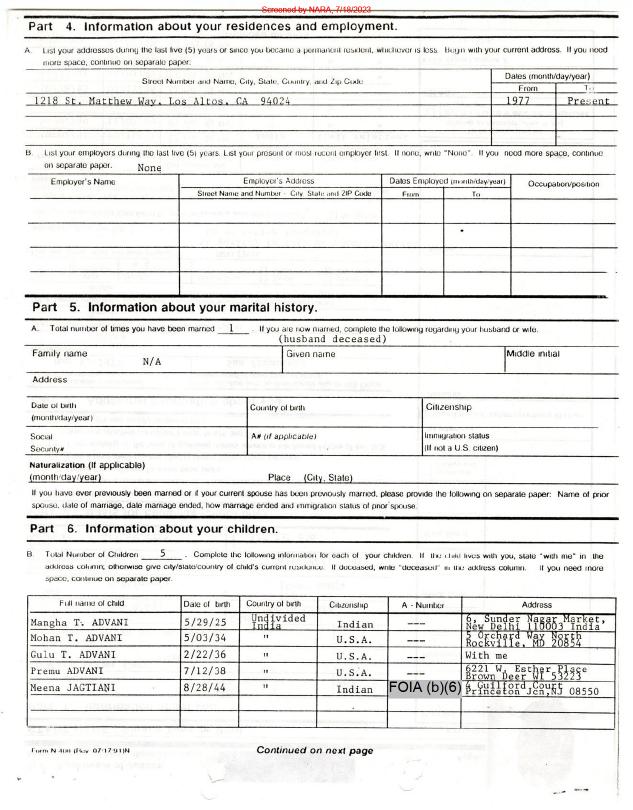 Screened by NARA, 7/18/2023
Part 4. Information about your residences and employment.
A. List your addresses during the last five (5) years or since you became a permanent resident, whichever is less. Begin with your current address. If you need
more space, continue on separate paper:
Street Number and Name, City, State, Country, and Zip Code
Dates (month/day/year)
From To
1218 St. Matthew Way, Los Altos, CA 94024 1977 Present
B. List your employers during the last five (5) years. List your present or most recent employer first. If none, write "None". If you need more space, continue
on separate paper. None
Employer's Name Employer's Address Dates Employed (month/day/year) Occupation/position
Street Name and Number - City State and ZIP Code From To
Part 5. Information about your marital history.
A. Total number of times you have been married 1 . If you are now married, complete the following regarding your husband or wife.
(husband deceased)
Family name Given name Middle initial
N/A
Address
Date of birth Country of birth Citizenship
(month/day/year)
Social A# (if applicable) Immigration status
Security# (If not a U.S. citizen)
Naturalization (If applicable)
(month/day/year) Place (City, State)
If you have ever previously been married or if your current spouse has been previously married, please provide the following on separate paper: Name of prior
spouse, date of marriage, date marriage ended, how marriage ended and immigration status of prior spouse.
Part 6. Information about your children.
B. Total Number of Children 5 . Complete the following information for each of your children. If the child lives with you, state "with me" in the
address column; otherwise give city/state/country of child's current residence. If deceased, write "deceased" in the address column. If you need more
space, continue on separate paper.
Full name of child Date of birth Country of birth Citizenship A - Number Address
Mangha T. ADVANI 5/29/25 Undivided India Indian --- 6, Sunder Nagar Market, New Delhi 110003 India
Mohan T. ADVANI 5/03/34 " U.S.A. --- 5 Orchard Way North Rockville, MD 20854
Gulu T. ADVANI 2/22/36 " U.S.A. --- With me
Premu ADVANI 7/12/38 " U.S.A. --- 6221 W. Esther Place Brown Deer WI 53223
Meena JAGTIANI 8/28/44 " Indian FOIA (b)(6) 4 Guilford Court Princeton Jcn,NJ 08550
Form N-400 (Rev. 07/17/91)N Continued on next page